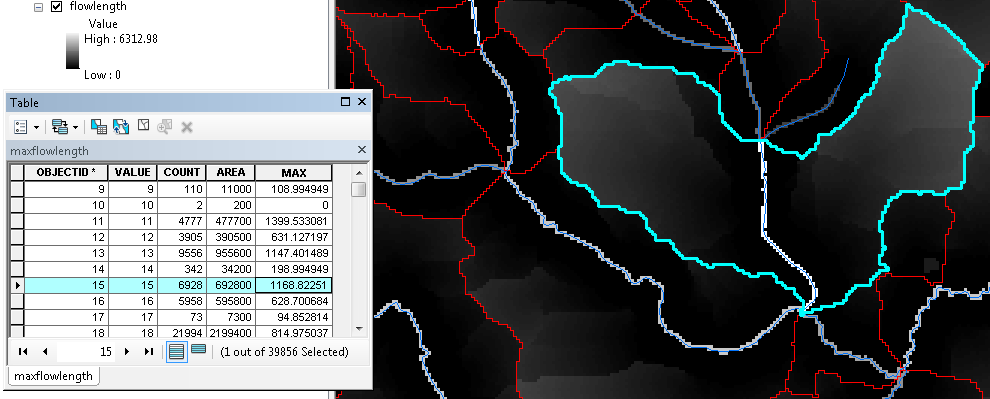 flowlength
Value
High : 6312.98
Low : 0
Table
maxflowlength
OBJECTID * VALUE COUNT AREA MAX
9 9 110 11000 108.994949
10 10 2 200 0
11 11 4777 477700 1399.533081
12 12 3905 390500 631.127197
13 13 9556 955600 1147.401489
14 14 342 34200 198.994949
15 15 6928 692800 1168.82251
16 16 5958 595800 628.700684
17 17 73 7300 94.852814
18 18 21994 2199400 814.975037
15 (1 out of 39856 Selected)
maxflowlength